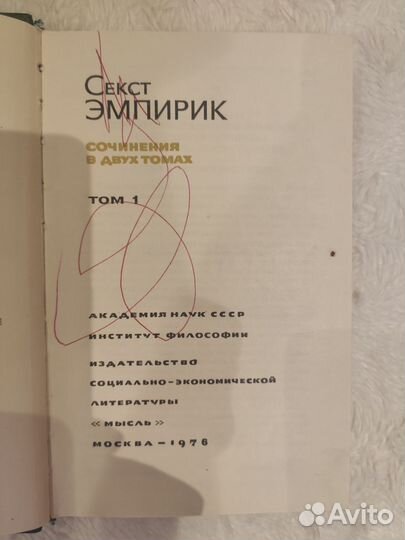 Секст
ЭМПИРИК
СОЧИНЕНИЯ
В ДВУХ ТОМАХ
ТОМ 1
АКАДЕМИЯ НАУК СССР
ИНСТИТУТ ФИЛОСОФИИ
ИЗДАТЕЛЬСТВО
СОЦИАЛЬНО-ЭКОНОМИЧЕСКОЙ
ЛИТЕРАТУРЫ
«МЫСЛЬ»
МОСКВА — 1976
Avito